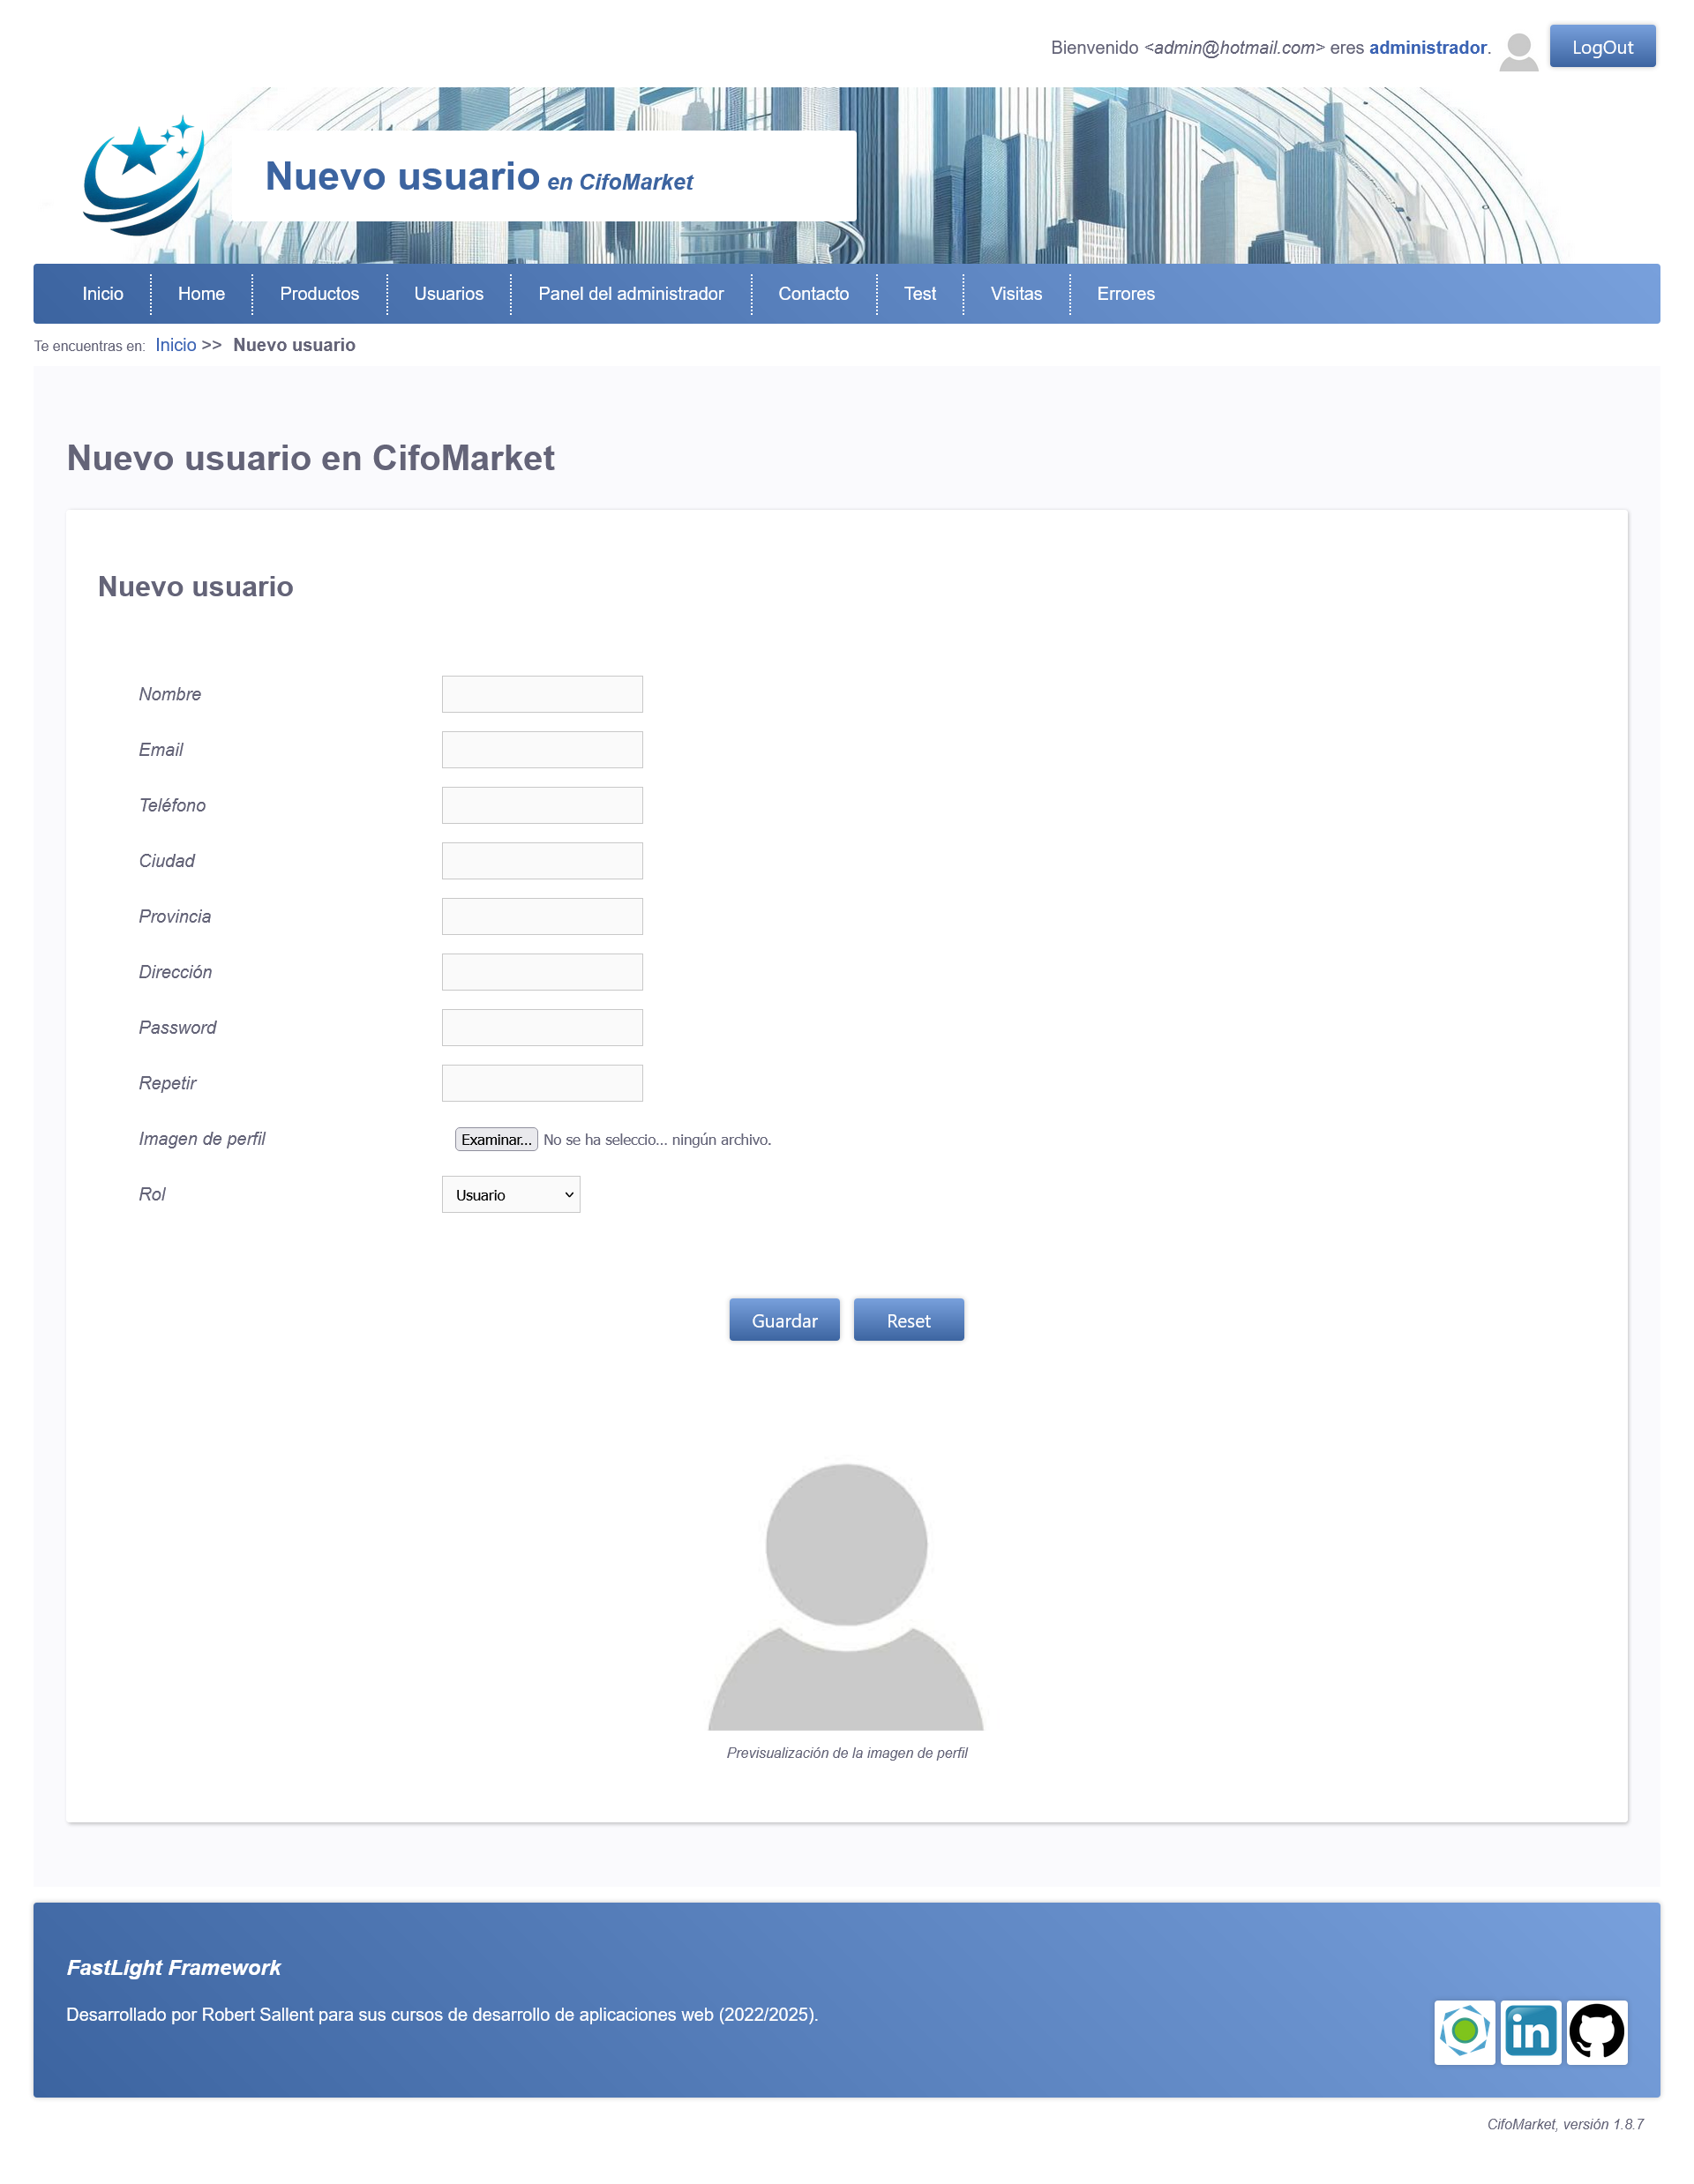 Bienvenido <admin@hotmail.com> eres administrador.
LogOut
Nuevo usuario en CifoMarket
Inicio Home Productos Usuarios Panel del administrador Contacto Test Visitas Errores
Te encuentras en: Inicio >> Nuevo usuario
Nuevo usuario en CifoMarket
Nuevo usuario
Nombre
Email
Teléfono
Ciudad
Provincia
Dirección
Password
Repetir
Imagen de perfil Examinar... No se ha seleccio... ningún archivo.
Rol Usuario
Guardar Reset
Previsualización de la imagen de perfil
FastLight Framework
Desarrollado por Robert Sallent para sus cursos de desarrollo de aplicaciones web (2022/2025).
in
CifoMarket, versión 1.8.7